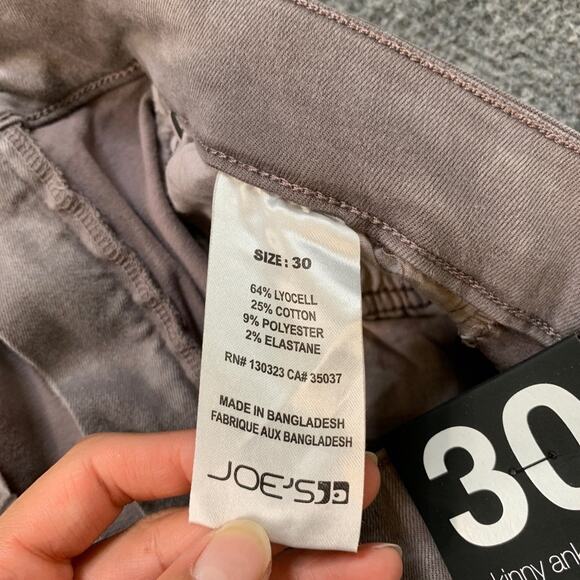 SIZE : 30
64% LYOCELL
25% COTTON
9% POLYESTER
2% ELASTANE
RN# 130323 CA# 35037
MADE IN BANGLADESH
FABRIQUE AUX BANGLADESH
JOE'S
30